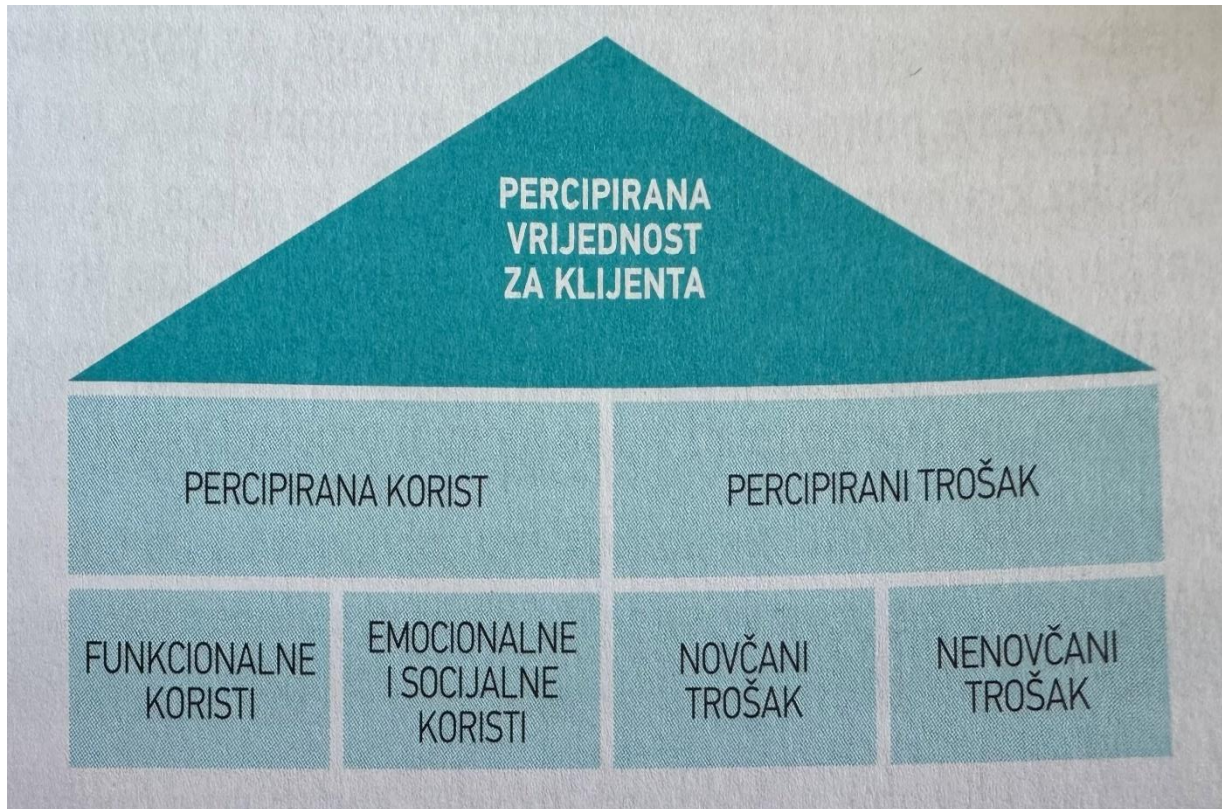 PERCIPIRANA
VRIJEDNOST
ZA KLIJENTA
PERCIPIRANA KORIST
PERCIPIRANI TROŠAK
FUNKCIONALNE
KORISTI
EMOCIONALNE
I SOCIJALNE
KORISTI
NOVČANI
TROŠAK
NENOVČANI
TROŠAK